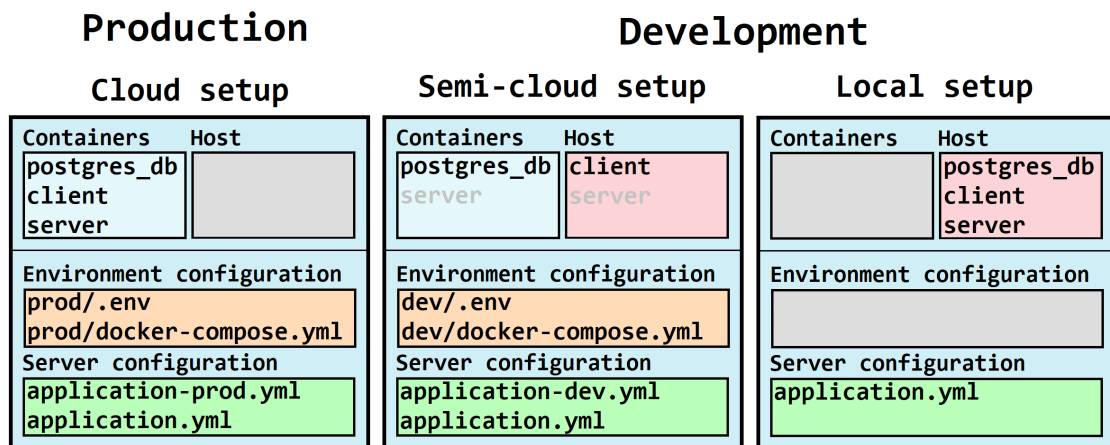 Production
Development
Cloud setup
Semi-cloud setup
Local setup
Containers Host
postgres_db
client
server
Environment configuration
prod/.env
prod/docker-compose.yml
Server configuration
application-prod.yml
application.yml
Containers Host
postgres_db
server
client
server
Environment configuration
dev/.env
dev/docker-compose.yml
Server configuration
application-dev.yml
application.yml
Containers Host
postgres_db
client
server
Environment configuration
Server configuration
application.yml